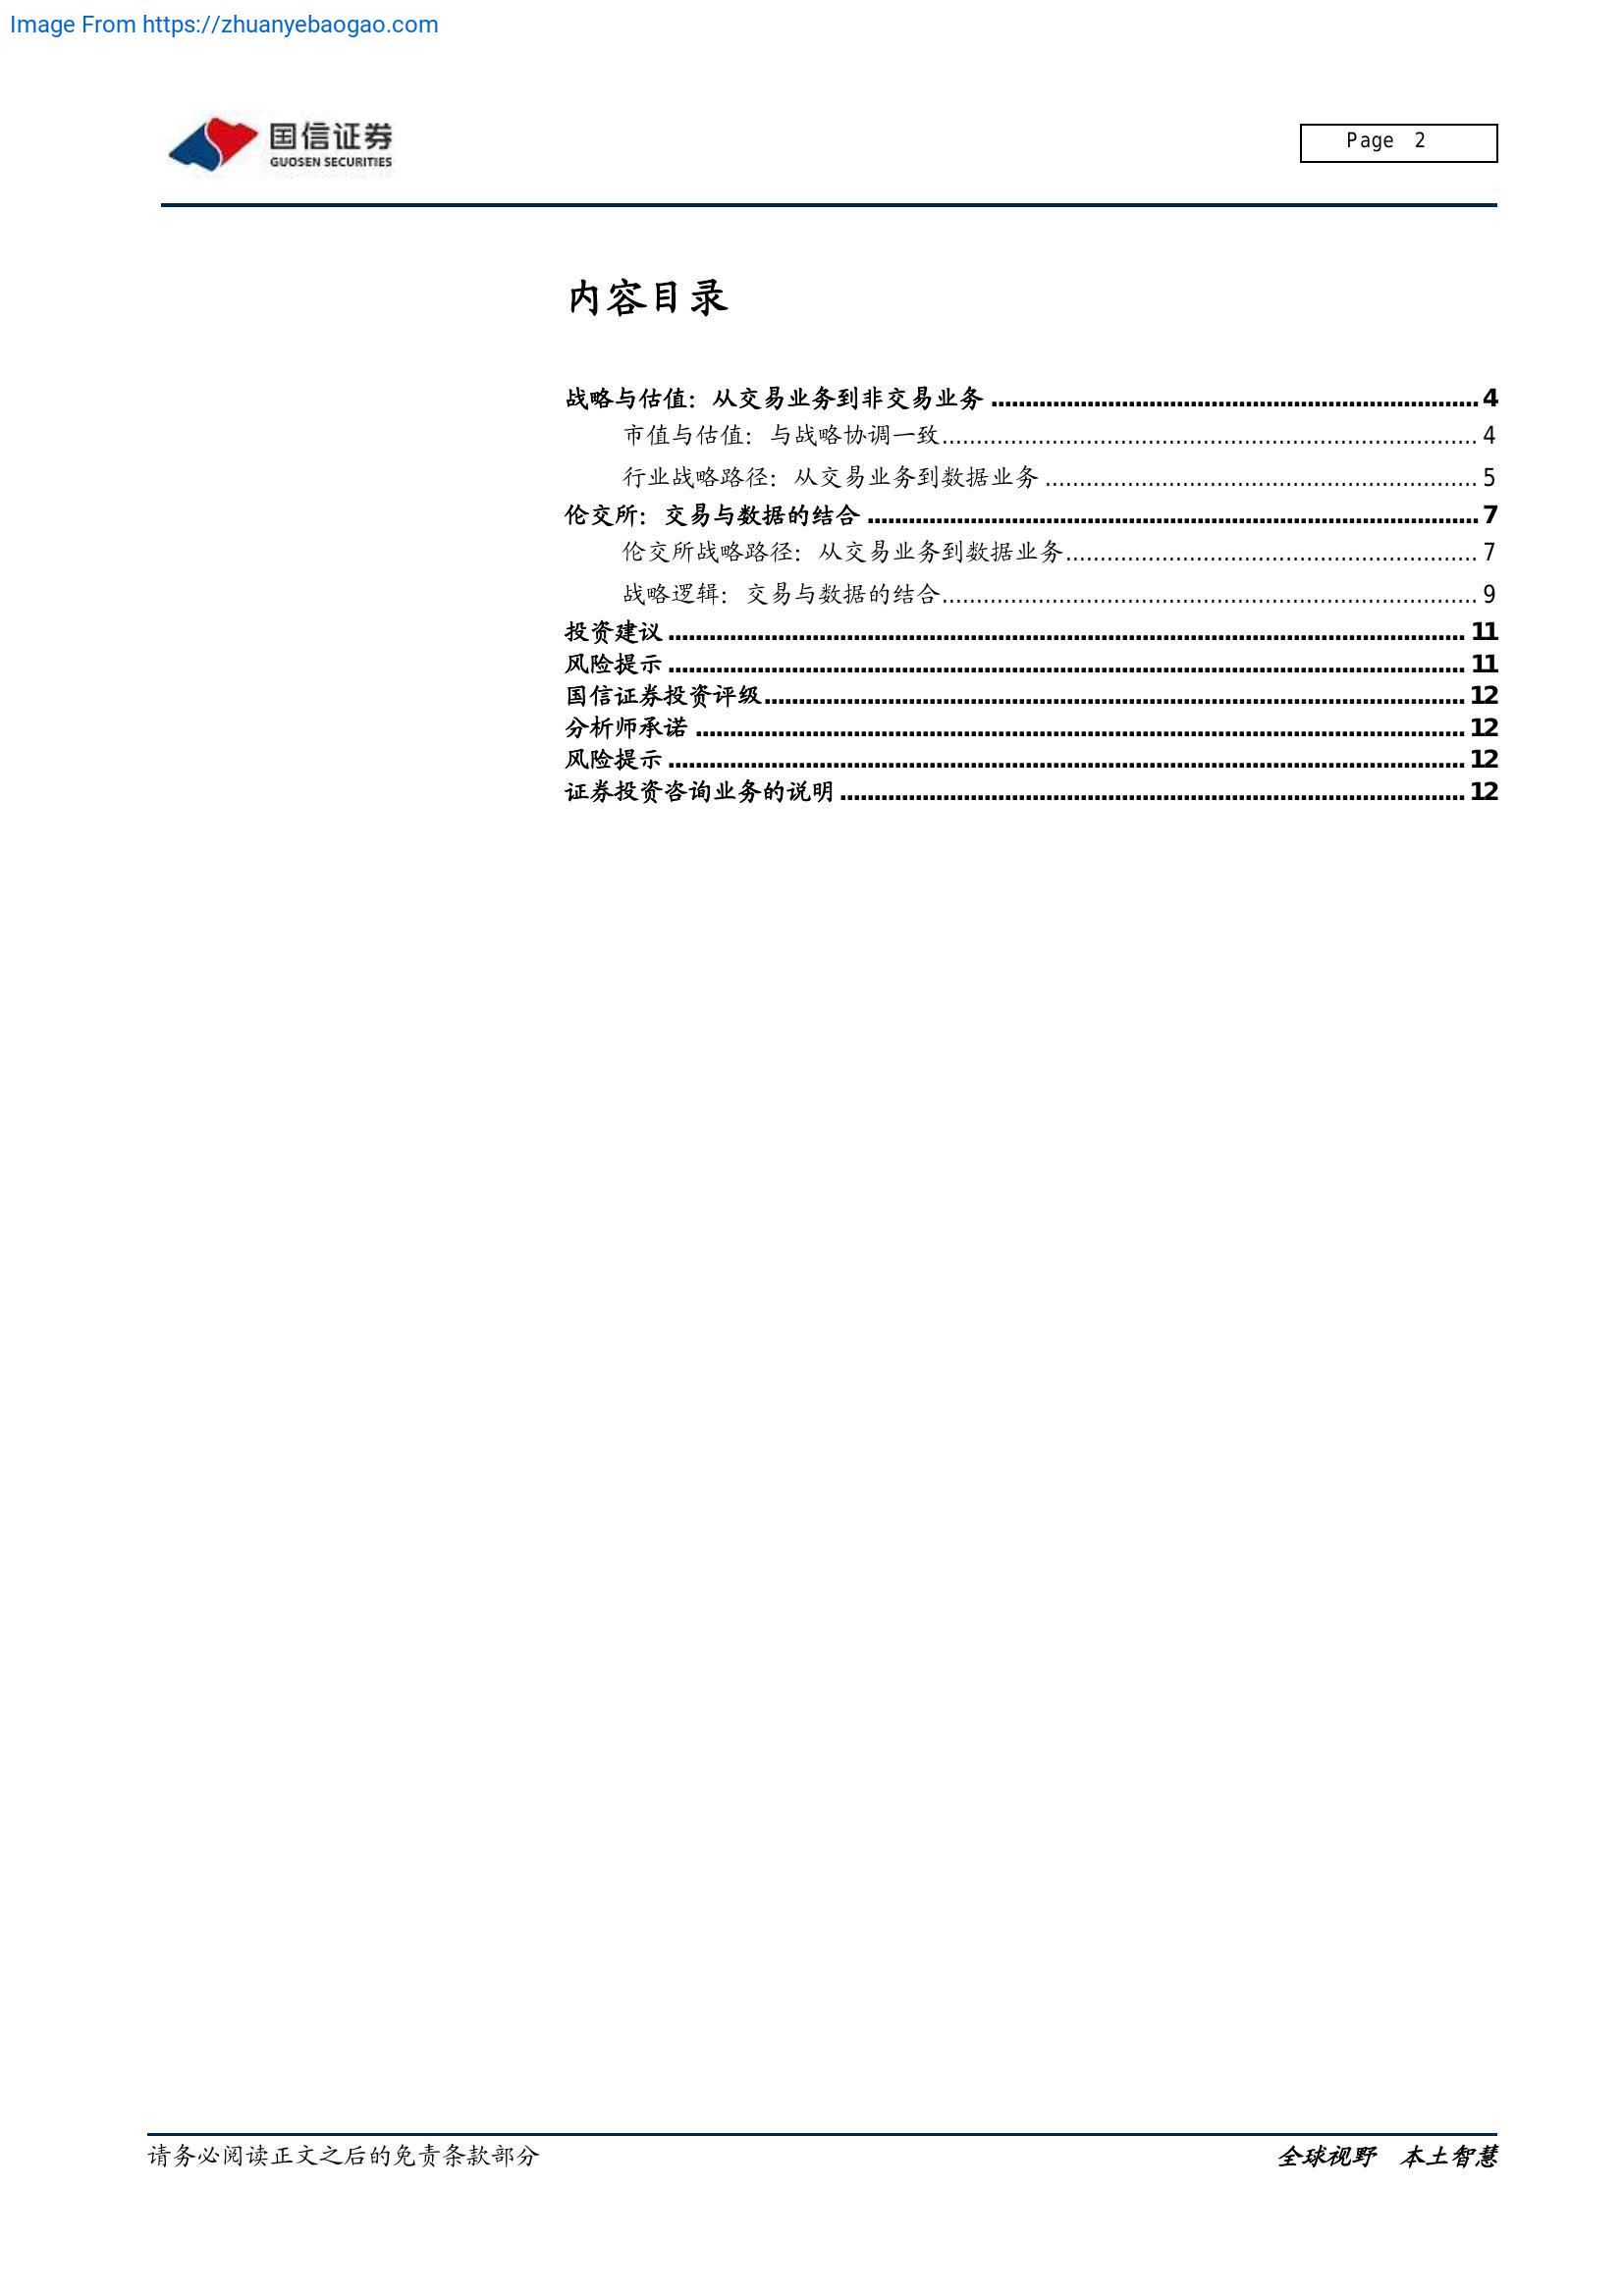 Image From https://zhuanyebaogao.com
国信证券
GUOSEN SECURITIES
Page 2
内容目录
战略与估值：从交易业务到非交易业务 ........ 4
市值与估值：与战略协调一致 ........ 4
行业战略路径：从交易业务到数据业务 ........ 5
伦交所：交易与数据的结合 ........ 7
伦交所战略路径：从交易业务到数据业务 ........ 7
战略逻辑：交易与数据的结合 ........ 9
投资建议 ........ 11
风险提示 ........ 11
国信证券投资评级 ........ 12
分析师承诺 ........ 12
风险提示 ........ 12
证券投资咨询业务的说明 ........ 12
请务必阅读正文之后的免责条款部分
全球视野 本土智慧